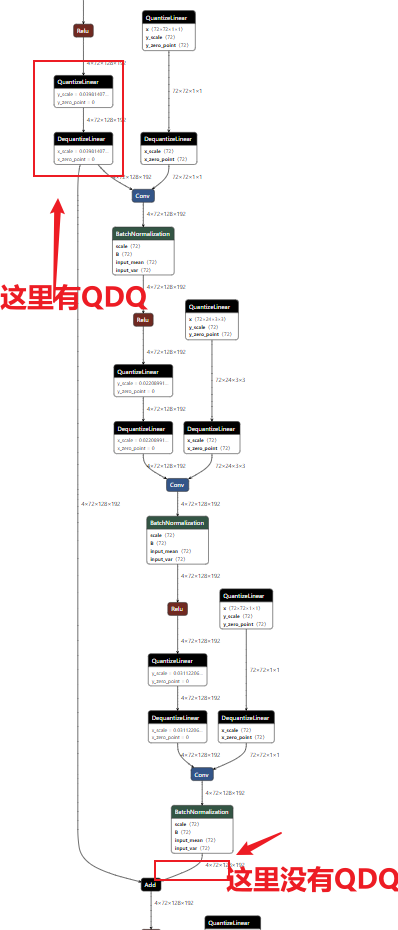 QuantizeLinear
x ⟨72×72×1×1⟩
y_scale ⟨72⟩
y_zero_point ⟨72⟩
Relu
4×72×128×192
QuantizeLinear
y_scale = 0.03981407...
y_zero_point = 0
4×72×128×192
72×72×1×1
DequantizeLinear
x_scale = 0.03981407...
x_zero_point = 0
DequantizeLinear
x_scale ⟨72⟩
x_zero_point ⟨72⟩
4×72×128×192
72×72×1×1
Conv
4×72×128×192
BatchNormalization
scale ⟨72⟩
B ⟨72⟩
input_mean ⟨72⟩
input_var ⟨72⟩
4×72×128×192
这里有QDQ
QuantizeLinear
x ⟨72×24×3×3⟩
y_scale ⟨72⟩
y_zero_point ⟨72⟩
Relu
4×72×128×192
QuantizeLinear
y_zero_point = 0
72×24×3×3
4×72×128×192
DequantizeLinear
x_zero_point = 0
DequantizeLinear
x_scale ⟨72⟩
x_zero_point ⟨72⟩
4×72×128×192
72×24×3×3
Conv
4×72×128×192
4×72×128×192
BatchNormalization
scale ⟨72⟩
B ⟨72⟩
input_mean ⟨72⟩
input_var ⟨72⟩
4×72×128×192
QuantizeLinear
x ⟨72×72×1×1⟩
y_scale ⟨72⟩
y_zero_point ⟨72⟩
Relu
4×72×128×192
QuantizeLinear
y_scale = 0.03112206...
y_zero_point = 0
72×72×1×1
4×72×128×192
DequantizeLinear
x_scale = 0.03112206...
x_zero_point = 0
DequantizeLinear
x_scale ⟨72⟩
x_zero_point ⟨72⟩
4×72×128×192
72×72×1×1
Conv
4×72×128×192
BatchNormalization
scale ⟨72⟩
B ⟨72⟩
input_mean ⟨72⟩
input_var ⟨72⟩
4×72×128×192
这里没有QDQ
Add
4×72×128×192
QuantizeLinear